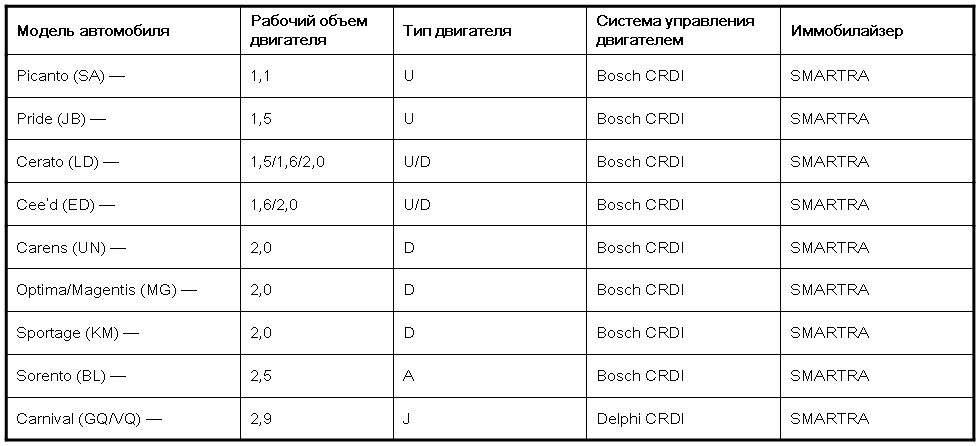 Модель автомобиля | Рабочий объем двигателя | Тип двигателя | Система управления двигателем | Иммобилайзер
Picanto (SA) — | 1,1 | U | Bosch CRDI | SMARTRA
Pride (JB) — | 1,5 | U | Bosch CRDI | SMARTRA
Cerato (LD) — | 1,5/1,6/2,0 | U/D | Bosch CRDI | SMARTRA
Cee'd (ED) — | 1,6/2,0 | U/D | Bosch CRDI | SMARTRA
Carens (UN) — | 2,0 | D | Bosch CRDI | SMARTRA
Optima/Magentis (MG) — | 2,0 | D | Bosch CRDI | SMARTRA
Sportage (KM) — | 2,0 | D | Bosch CRDI | SMARTRA
Sorento (BL) — | 2,5 | A | Bosch CRDI | SMARTRA
Carnival (GQ/VQ) — | 2,9 | J | Delphi CRDI | SMARTRA